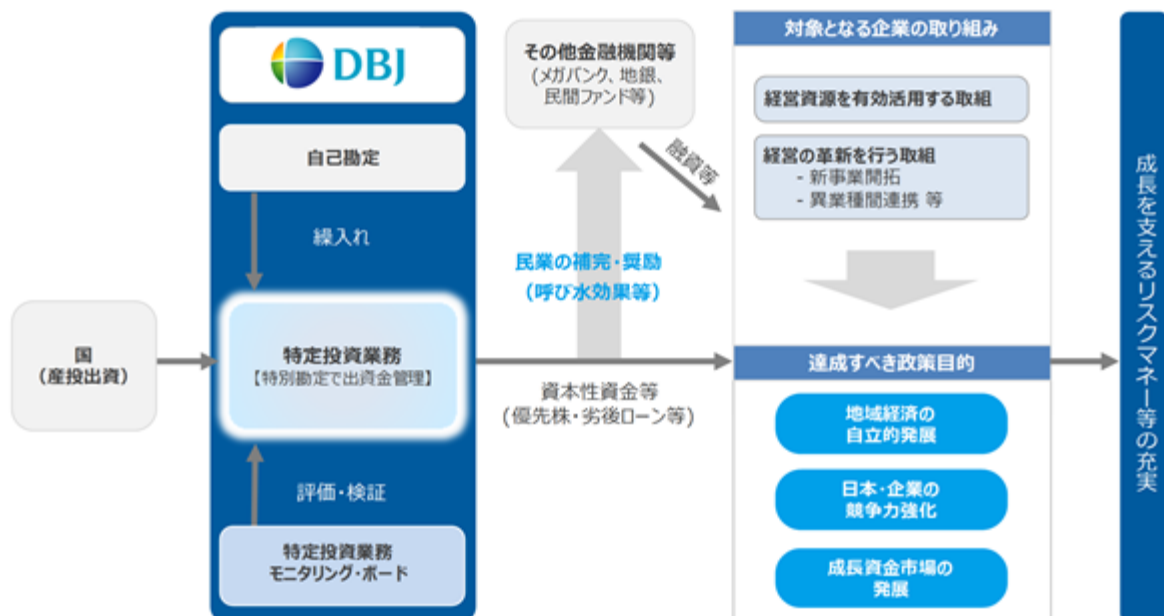 国
（産投出資）
DBJ
自己勘定
繰入れ
特定投資業務
【特別勘定で出資金管理】
評価・検証
特定投資業務
モニタリング・ボード
その他金融機関等
(メガバンク、地銀、
民間ファンド等)
融資等
民業の補完・奨励
(呼び水効果等)
資本性資金等
(優先株・劣後ローン等)
対象となる企業の取り組み
経営資源を有効活用する取組
経営の革新を行う取組
- 新事業開拓
- 異業種間連携 等
達成すべき政策目的
地域経済の
自立的発展
日本・企業の
競争力強化
成長資金市場の
発展
成長を支えるリスクマネー等の充実